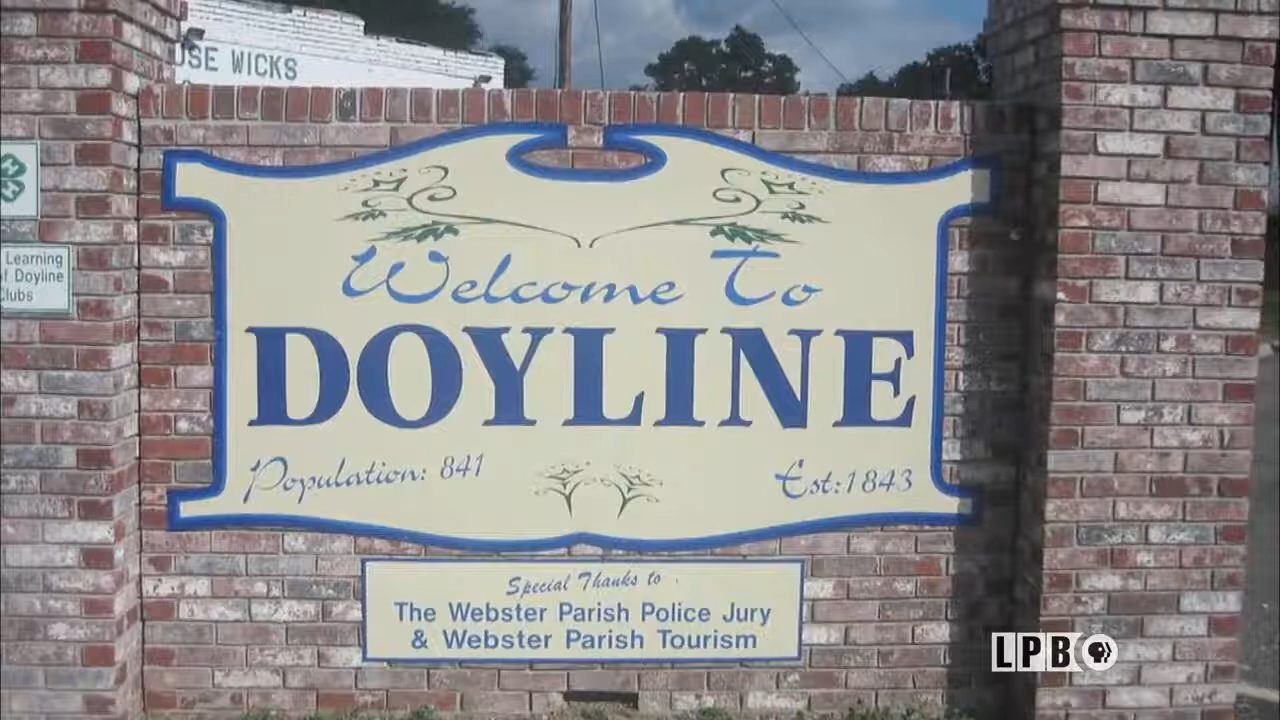 WICKS
H H
Learning
of Doyline
Clubs
Welcome To
DOYLINE
Population: 841
Est:1843
Special Thanks to
The Webster Parish Police Jury
& Webster Parish Tourism
LPB